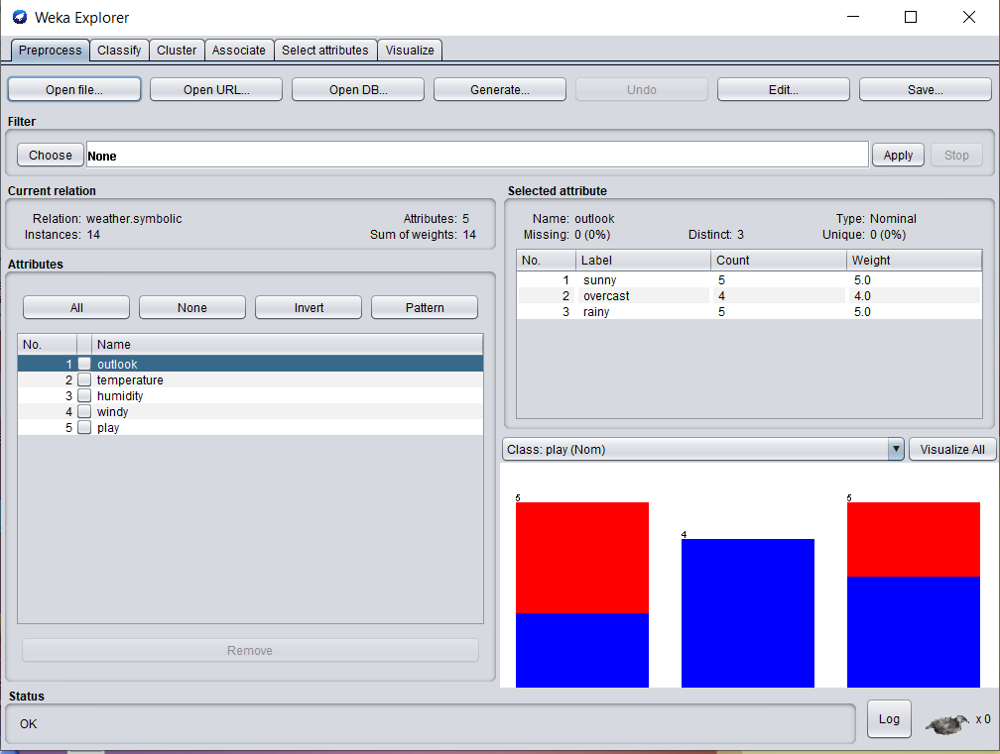 Weka Explorer
Preprocess Classify Cluster Associate Select attributes Visualize
Open file... Open URL... Open DB... Generate... Undo Edit... Save...
Filter
Choose None Apply Stop
Current relation
Relation: weather.symbolic Attributes: 5
Instances: 14 Sum of weights: 14
Attributes
All None Invert Pattern
No. Name
1 outlook
2 temperature
3 humidity
4 windy
5 play
Remove
Selected attribute
Name: outlook Type: Nominal
Missing: 0 (0%) Distinct: 3 Unique: 0 (0%)
No. Label Count Weight
1 sunny 5 5.0
2 overcast 4 4.0
3 rainy 5 5.0
Class: play (Nom) Visualize All
5 4 5
Status
OK Log x 0